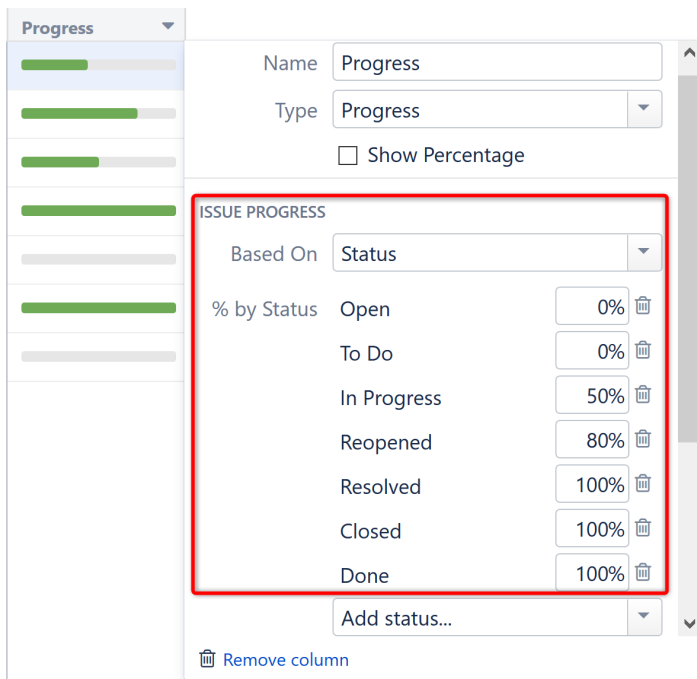 Progress
Name Progress
Type Progress
Show Percentage
ISSUE PROGRESS
Based On Status
% by Status Open 0%
To Do 0%
In Progress 50%
Reopened 80%
Resolved 100%
Closed 100%
Done 100%
Add status...
Remove column